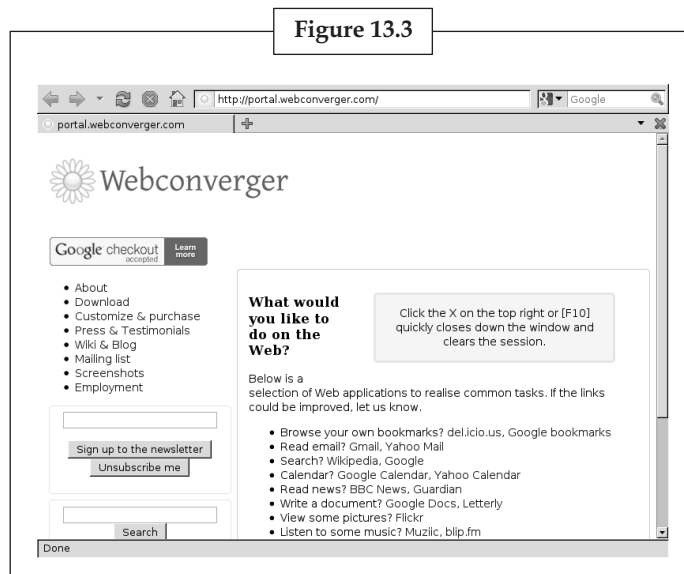 Figure 13.3
http://portal.webconverger.com/
Google
portal.webconverger.com
Webconverger
Google checkout
accepted
Learn
more
About
Download
Customize & purchase
Press & Testimonials
Wiki & Blog
Mailing list
Screenshots
Employment
Sign up to the newsletter
Unsubscribe me
Search
What would
you like to
do on the
Web?
Click the X on the top right or [F10]
quickly closes down the window and
clears the session.
Below is a
selection of Web applications to realise common tasks. If the links
could be improved, let us know.
Browse your own bookmarks? del.icio.us, Google bookmarks
Read email? Gmail, Yahoo Mail
Search? Wikipedia, Google
Calendar? Google Calendar, Yahoo Calendar
Read news? BBC News, Guardian
Write a document? Google Docs, Letterly
View some pictures? Flickr
Listen to some music? Muziic, blip.fm
Done